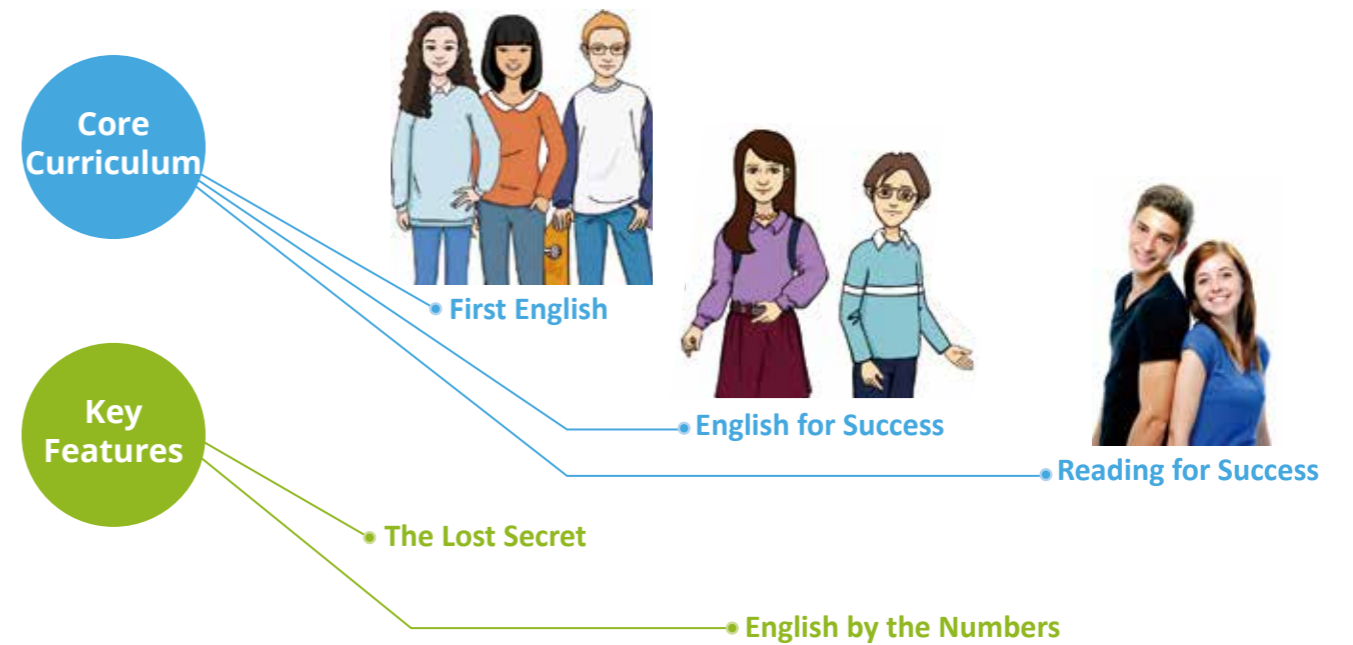 Core
Curriculum
First English
English for Success
Reading for Success
Key
Features
The Lost Secret
English by the Numbers